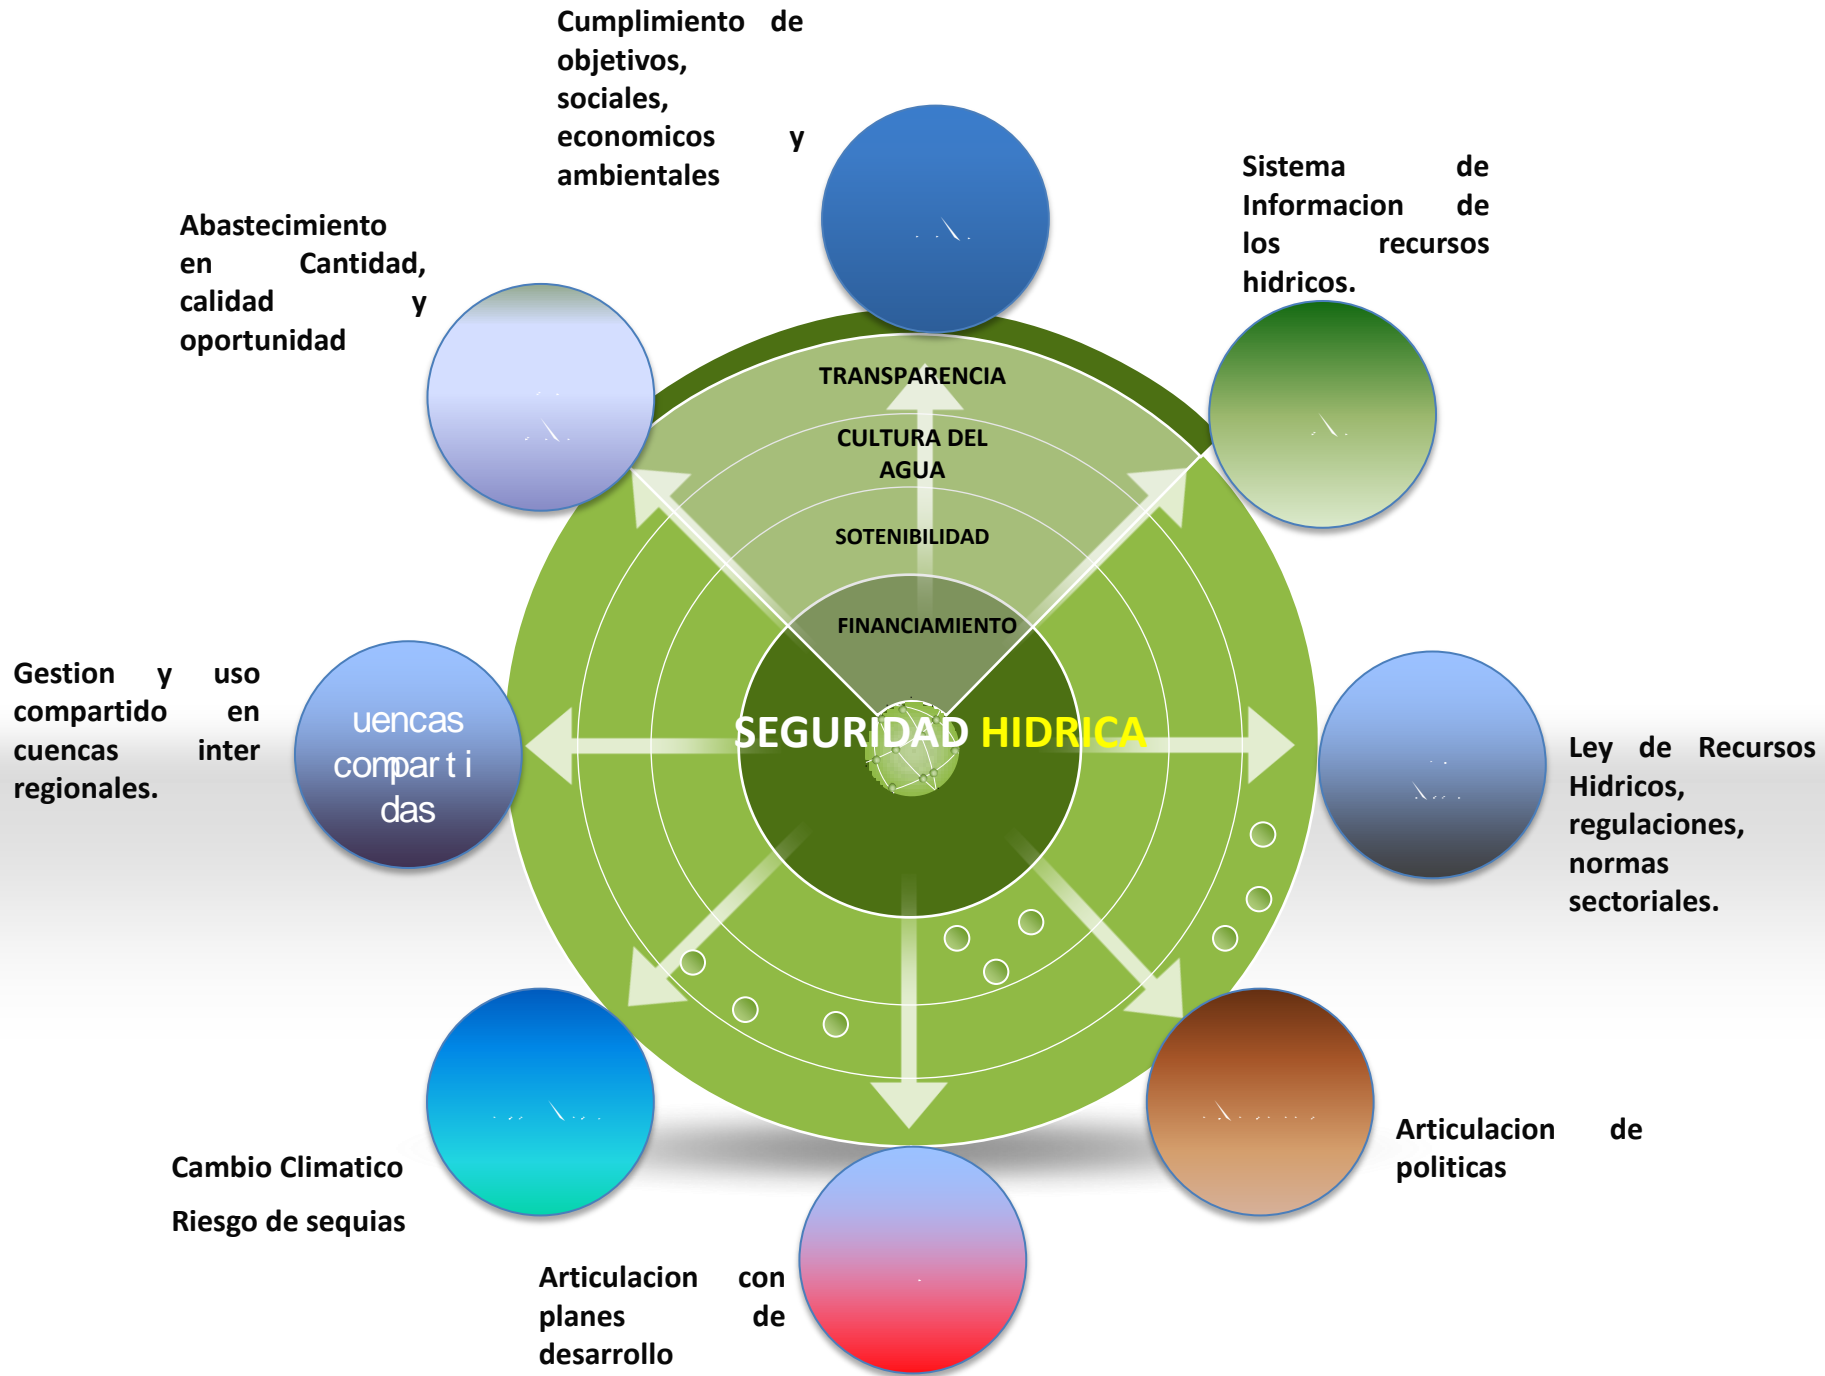 Cumplimiento de
objetivos,
sociales,
economicos y
ambientales
Sistema de
Informacion de
los recursos
hidricos.
Abastecimiento
en Cantidad,
calidad y
oportunidad
TRANSPARENCIA
CULTURA DEL
AGUA
SOTENIBILIDAD
FINANCIAMIENTO
SEGURIDAD HIDRICA
Gestion y uso
compartido en
cuencas inter
regionales.
uencas
comparti
das
Ley de Recursos
Hidricos,
regulaciones,
normas
sectoriales.
Articulacion de
politicas
Cambio Climatico
Riesgo de sequias
Articulacion con
planes de
desarrollo